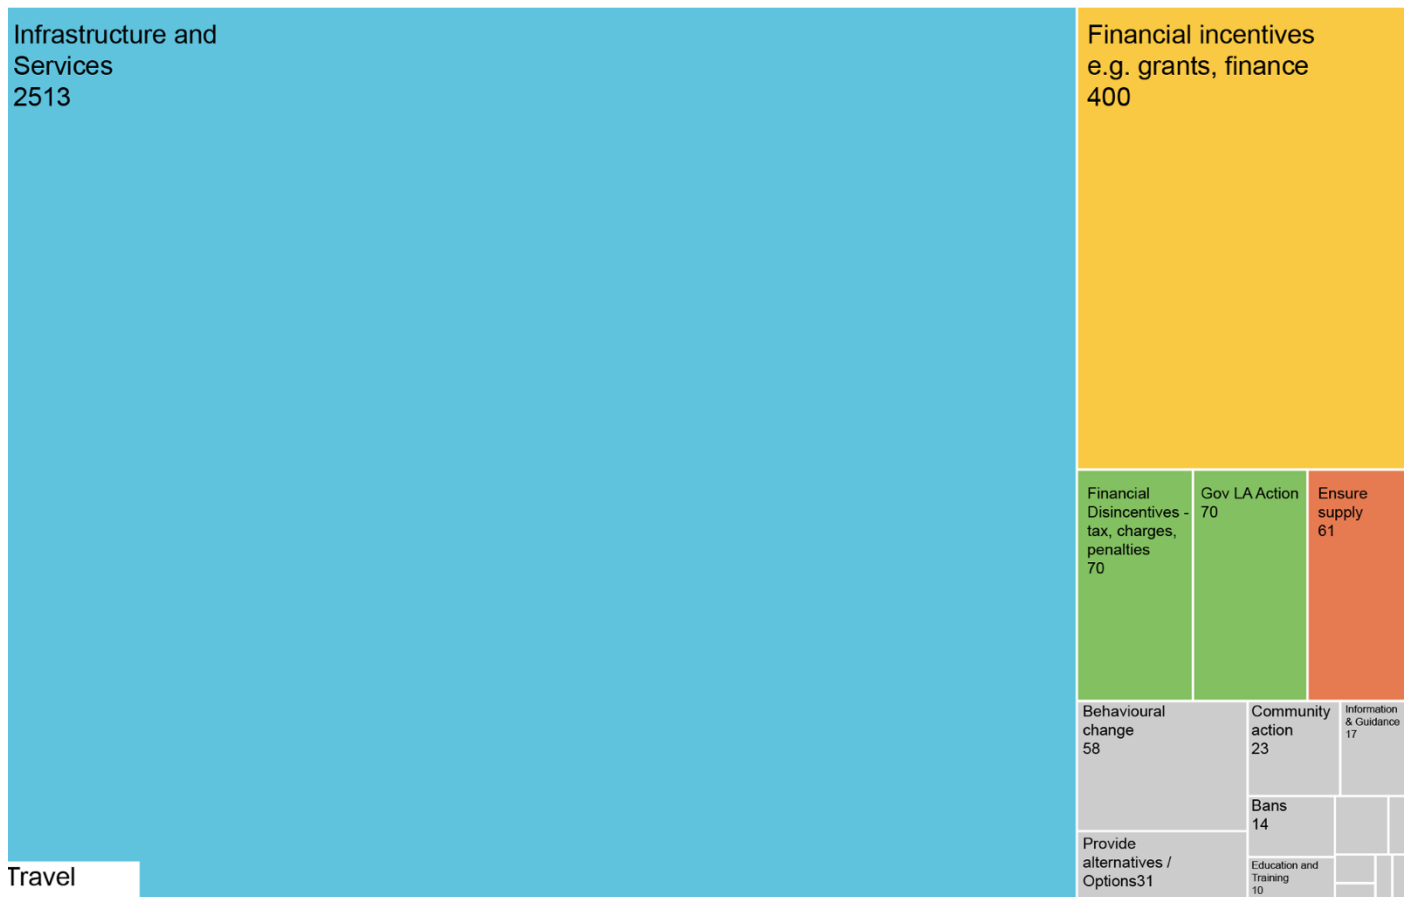 Infrastructure and
Services
2513
Financial incentives
e.g. grants, finance
400
Financial
Disincentives -
tax, charges,
penalties
70
Gov LA Action
70
Ensure
supply
61
Behavioural
change
58
Community
action
23
Information
& Guidance
17
Bans
14
Provide
alternatives /
Options31
Education and
Training
10
Travel